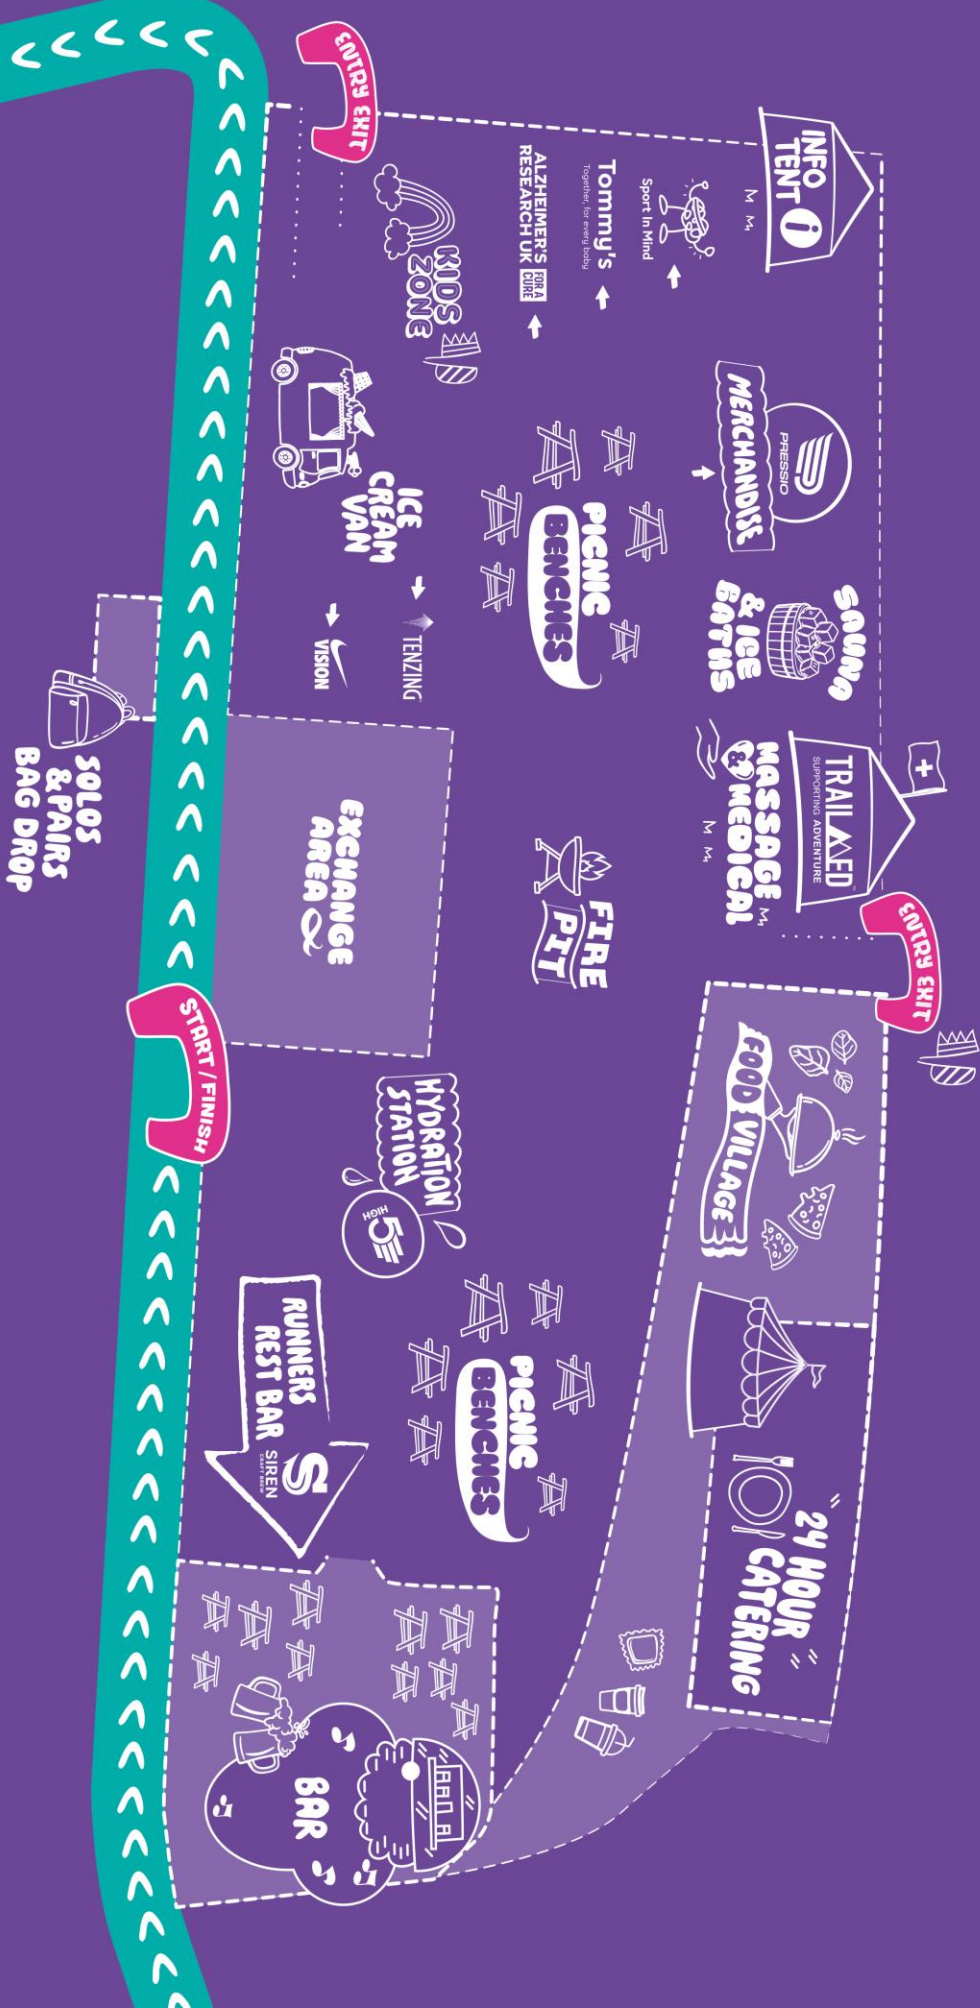 ENTRY EXIT
INFO
TENT i
Sport In Mind
Tommy's
Together, for every baby
ALZHEIMER'S
RESEARCH UK
FOR A
CURE
KIDS
ZONE
PRESSIO
MERCHANDISE
ICE
CREAM
VAN
PICNIC
BENCHES
SAUNA
& ICE
BATHS
TENZING
VISION
TRAILMED
SUPPORTING ADVENTURE
MASSAGE
& MEDICAL
SOLOS
& PAIRS
BAG DROP
EXCHANGE
AREA
FIRE
PIT
ENTRY EXIT
START/FINISH
FOOD VILLAGE
HYDRATION
STATION
HIGH
5
RUNNERS
REST BAR
SIREN
CRAFT BREW
PICNIC
BENCHES
24 HOUR
CATERING
BAR